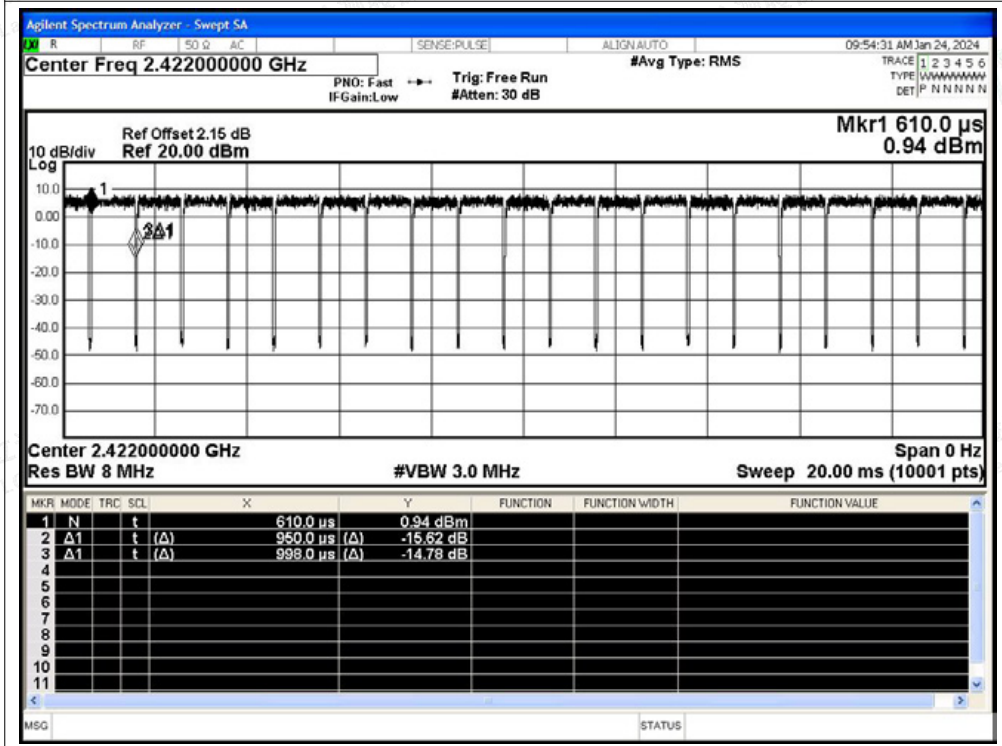 Agilent Spectrum Analyzer - Swept SA
R RF 50 Ω AC SENSE:PULSE ALIGN AUTO 09:54:31 AM Jan 24, 2024
Center Freq 2.422000000 GHz #Avg Type: RMS TRACE 1 2 3 4 5 6
PNO: Fast Trig: Free Run TYPE WWWWWW
IFGain:Low #Atten: 30 dB DET P N N N N N
Mkr1 610.0 µs
0.94 dBm
Ref Offset 2.15 dB
10 dB/div Ref 20.00 dBm
Log
10.0
1
0.00
3Δ1
-10.0
-20.0
-30.0
-40.0
-50.0
-60.0
-70.0
Center 2.422000000 GHz Span 0 Hz
Res BW 8 MHz #VBW 3.0 MHz Sweep 20.00 ms (10001 pts)
MKR MODE TRC SCL X Y FUNCTION FUNCTION WIDTH FUNCTION VALUE
1 N t 610.0 µs 0.94 dBm
2 Δ1 t (Δ) 950.0 µs (Δ) -15.62 dB
3 Δ1 t (Δ) 998.0 µs (Δ) -14.78 dB
4
5
6
7
8
9
10
11
MSG STATUS